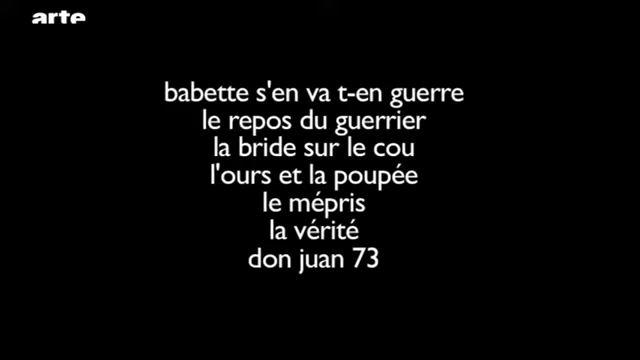 arte
babette s'en va t-en guerre
le repos du guerrier
la bride sur le cou
l'ours et la poupée
le mépris
la vérité
don juan 73